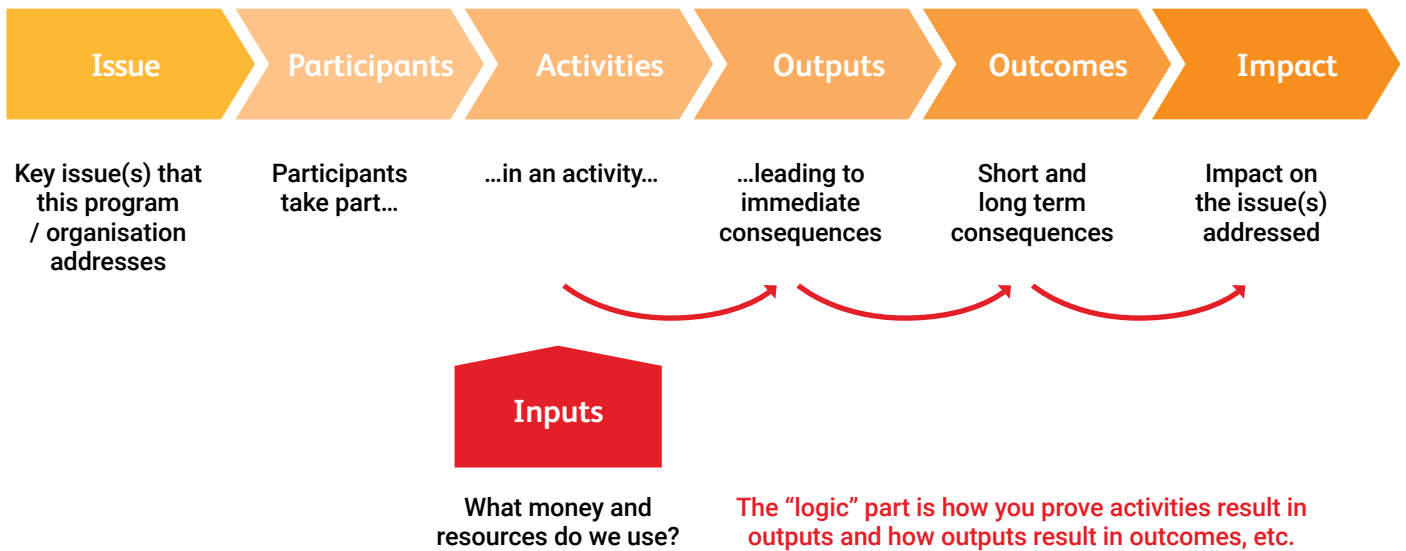 Issue
Participants
Activities
Outputs
Outcomes
Impact
Key issue(s) that
this program
/ organisation
addresses
Participants
take part…
…in an activity…
…leading to
immediate
consequences
Short and
long term
consequences
Impact on
the issue(s)
addressed
Inputs
What money and
resources do we use?
The “logic” part is how you prove activities result in
outputs and how outputs result in outcomes, etc.